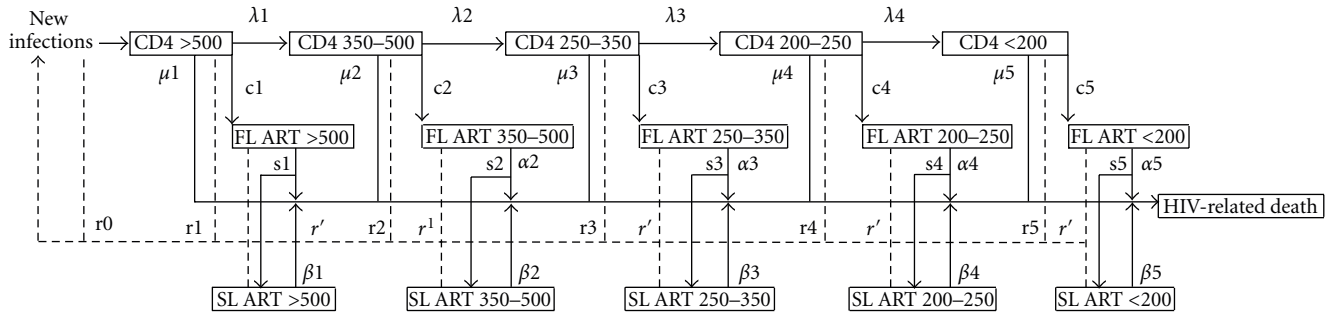 New
infections
λ1
λ2
λ3
λ4
CD4 >500
CD4 350–500
CD4 250–350
CD4 200–250
CD4 <200
μ1
μ2
μ3
μ4
μ5
c1
c2
c3
c4
c5
FL ART >500
FL ART 350–500
FL ART 250–350
FL ART 200–250
FL ART <200
s1
s2
α2
s3
α3
s4
α4
s5
α5
HIV-related death
r0
r1
r′
r2
r1
r3
r′
r4
r′
r5
r′
β1
β2
β3
β4
β5
SL ART >500
SL ART 350–500
SL ART 250–350
SL ART 200–250
SL ART <200